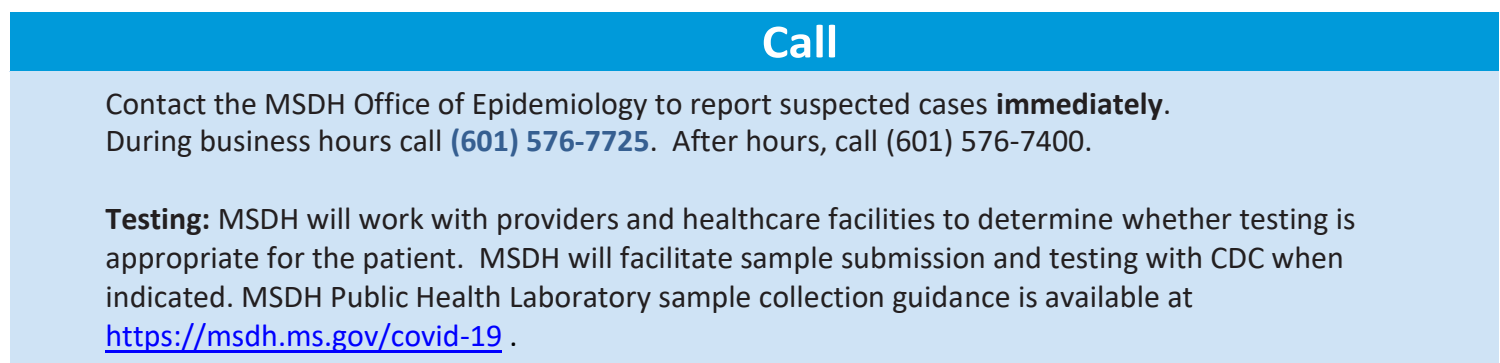 Call
Contact the MSDH Office of Epidemiology to report suspected cases immediately.
During business hours call (601) 576-7725.  After hours, call (601) 576-7400.
Testing: MSDH will work with providers and healthcare facilities to determine whether testing is
appropriate for the patient.  MSDH will facilitate sample submission and testing with CDC when
indicated. MSDH Public Health Laboratory sample collection guidance is available at
https://msdh.ms.gov/covid-19 .